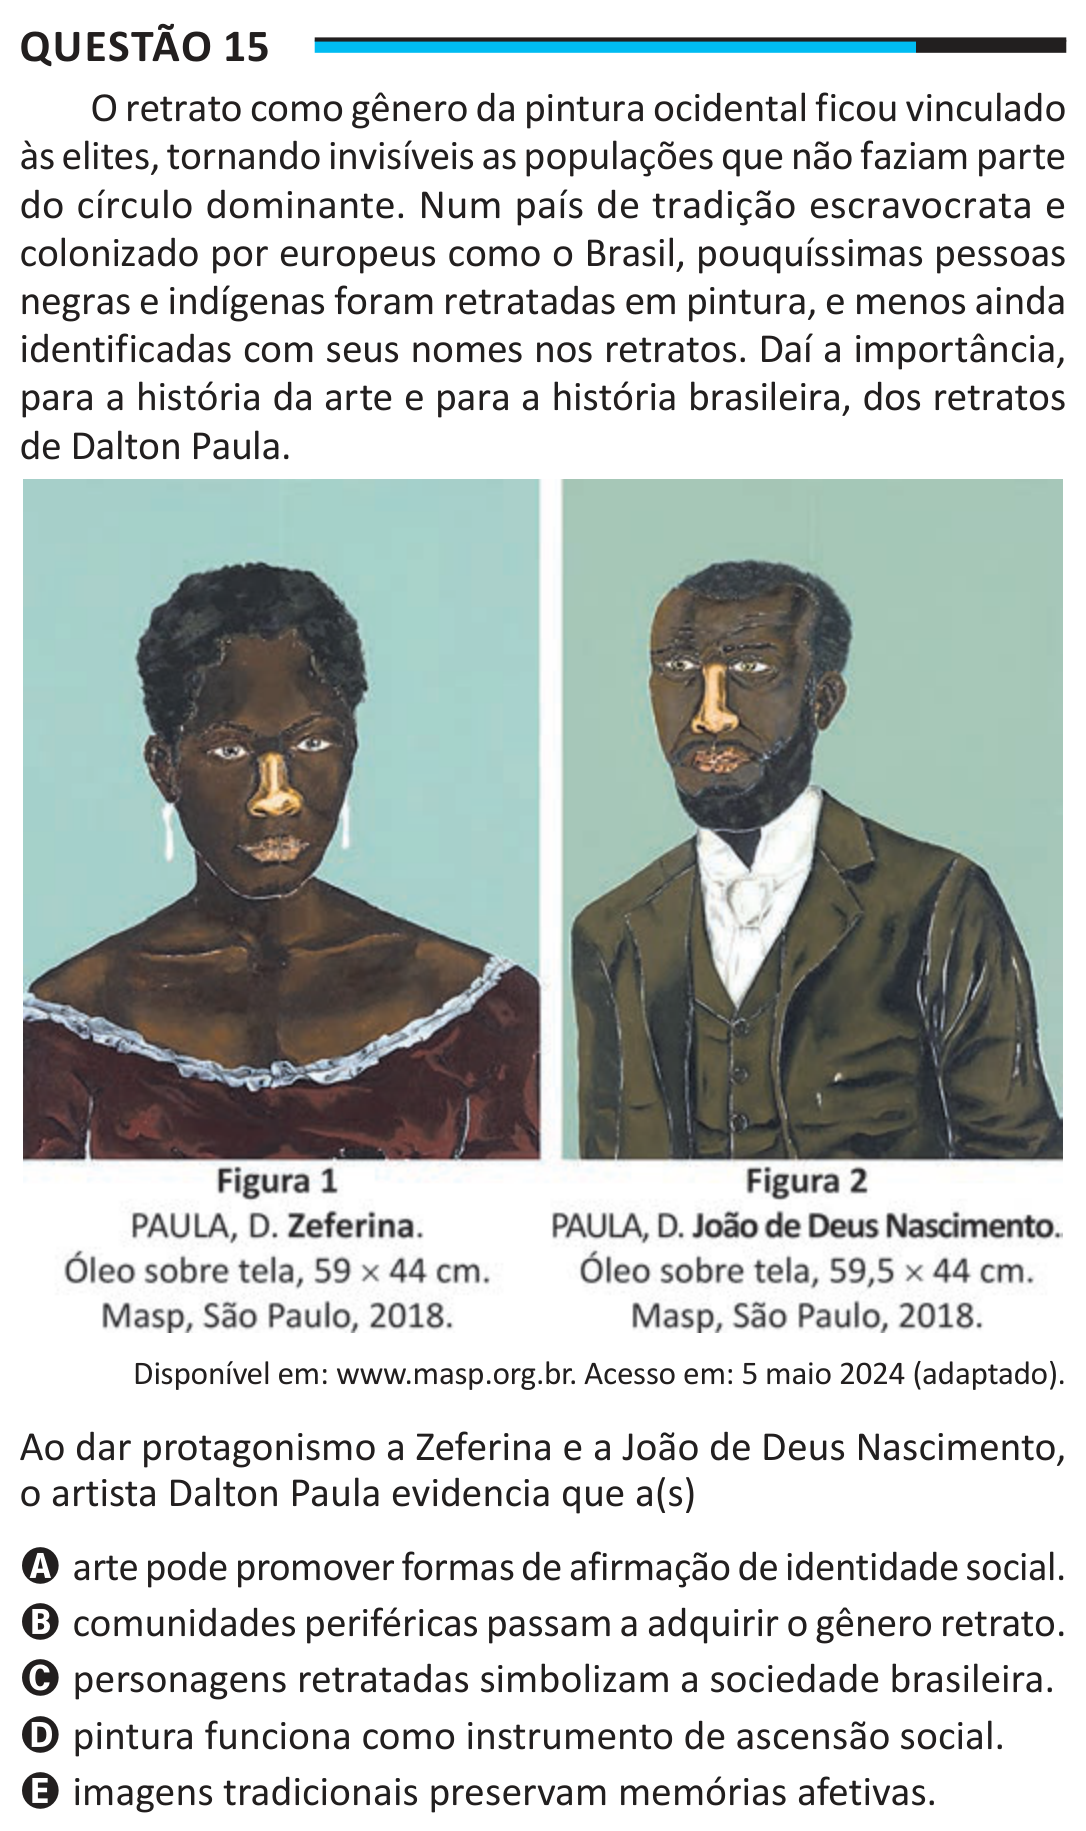 QUESTÃO 15
O retrato como gênero da pintura ocidental ficou vinculado
às elites, tornando invisíveis as populações que não faziam parte
do círculo dominante. Num país de tradição escravocrata e
colonizado por europeus como o Brasil, pouquíssimas pessoas
negras e indígenas foram retratadas em pintura, e menos ainda
identificadas com seus nomes nos retratos. Daí a importância,
para a história da arte e para a história brasileira, dos retratos
de Dalton Paula.
Figura 1
PAULA, D. Zeferina.
Óleo sobre tela, 59 × 44 cm.
Masp, São Paulo, 2018.
Figura 2
PAULA, D. João de Deus Nascimento.
Óleo sobre tela, 59,5 × 44 cm.
Masp, São Paulo, 2018.
Disponível em: www.masp.org.br. Acesso em: 5 maio 2024 (adaptado).
Ao dar protagonismo a Zeferina e a João de Deus Nascimento,
o artista Dalton Paula evidencia que a(s)
A arte pode promover formas de afirmação de identidade social.
B comunidades periféricas passam a adquirir o gênero retrato.
C personagens retratadas simbolizam a sociedade brasileira.
D pintura funciona como instrumento de ascensão social.
E imagens tradicionais preservam memórias afetivas.